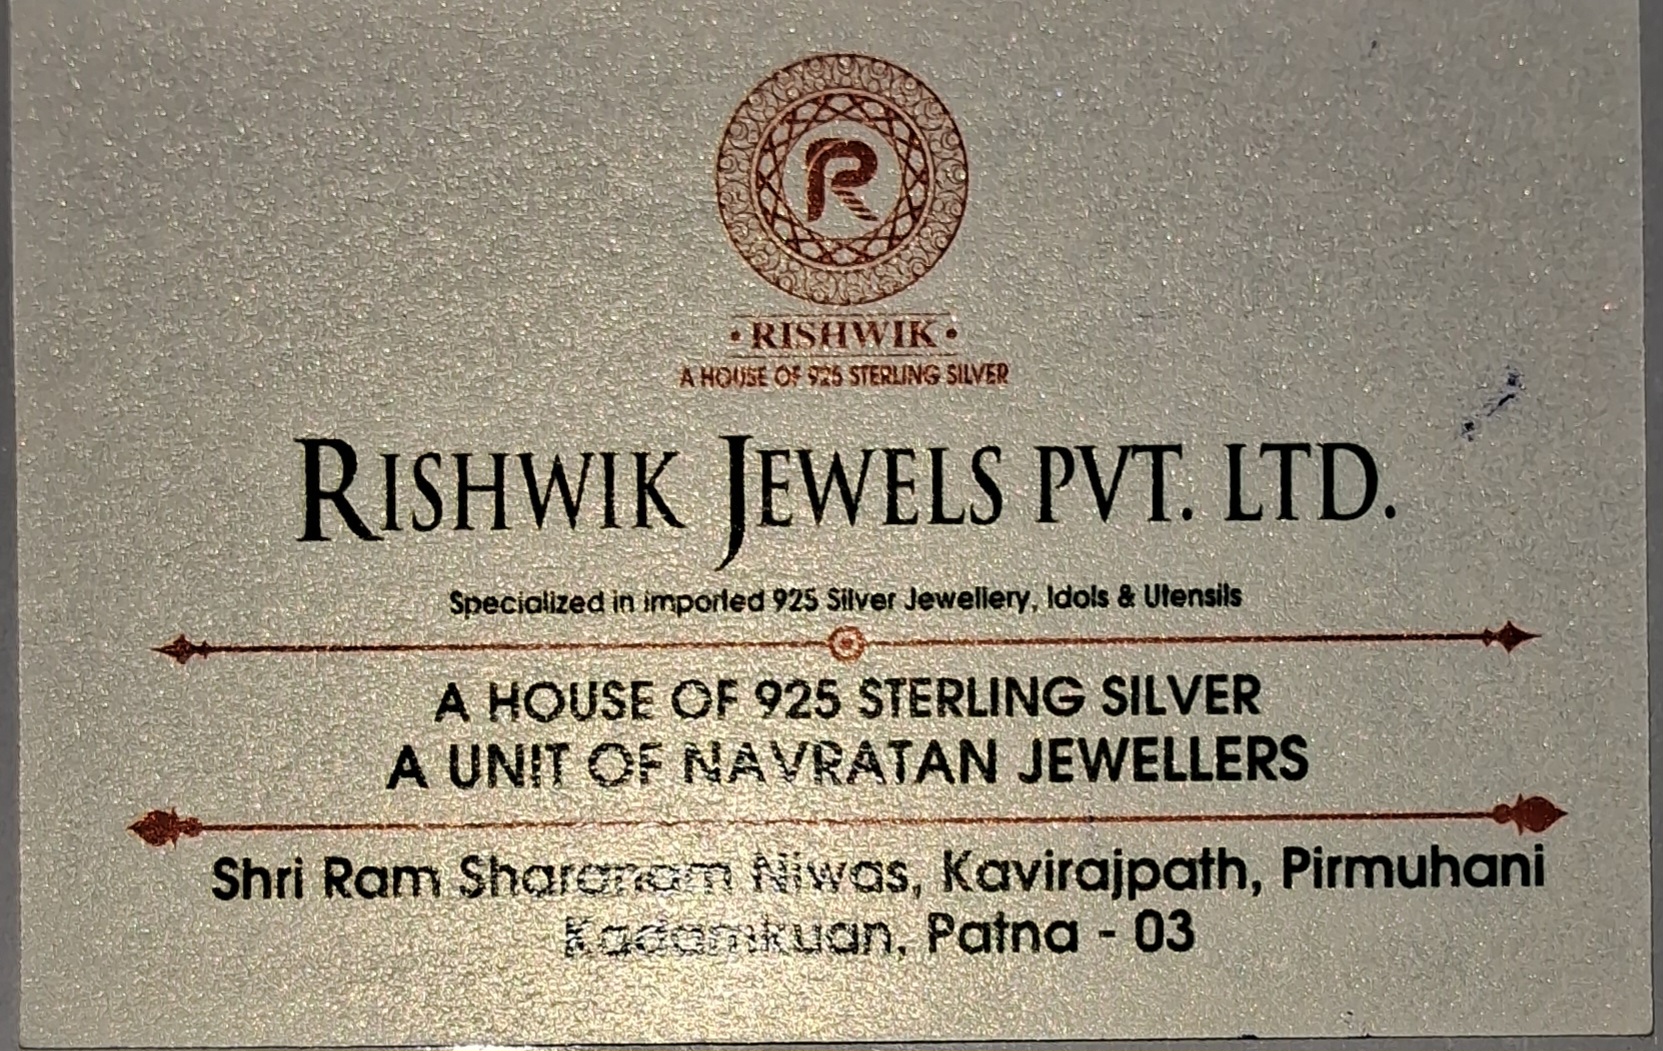 R
• RISHWIK •
A HOUSE OF 925 STERLING SILVER
RISHWIK JEWELS PVT. LTD.
Specialized in imported 925 Silver Jewellery, Idols & Utensils
A HOUSE OF 925 STERLING SILVER
A UNIT OF NAVRATAN JEWELLERS
Shri Ram Sharanam Niwas, Kavirajpath, Pirmuhani
Kadamkuan, Patna - 03